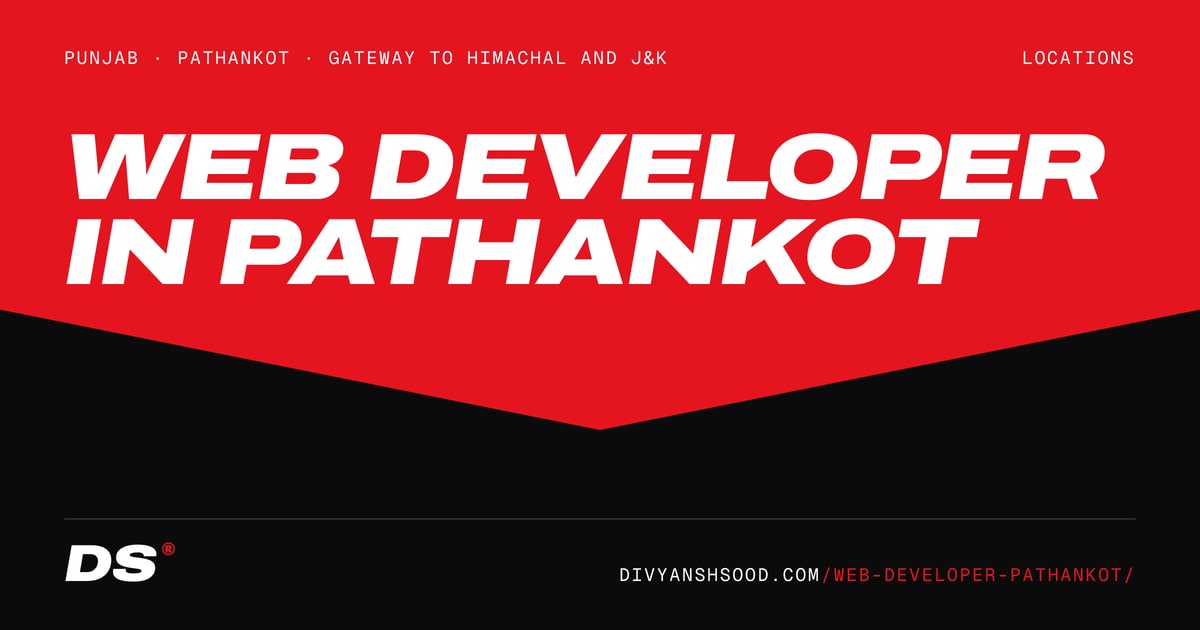 PUNJAB · PATHANKOT · GATEWAY TO HIMACHAL AND J&K
LOCATIONS
WEB DEVELOPER
IN PATHANKOT
DS®
DIVYANSHSOOD.COM/WEB-DEVELOPER-PATHANKOT/